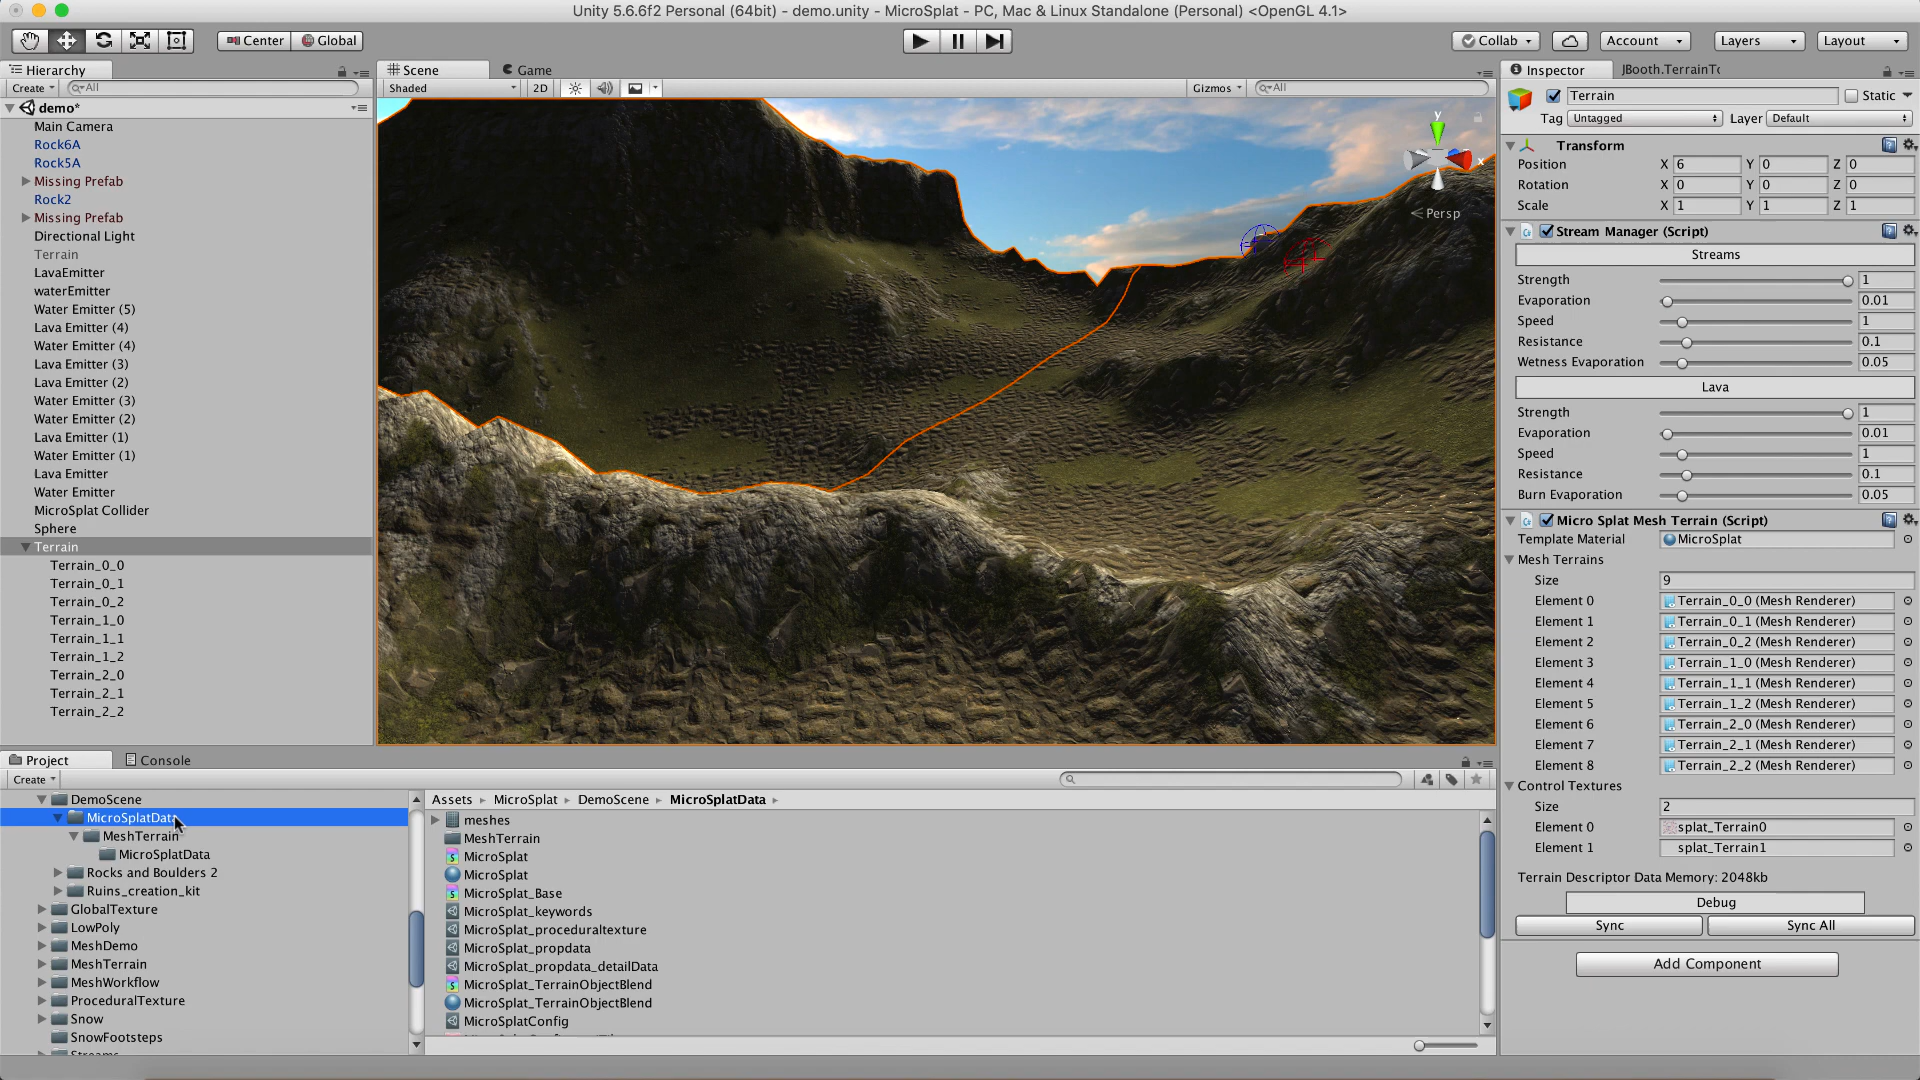 Unity 5.6.6f2 Personal (64bit) - demo.unity - MicroSplat - PC, Mac & Linux Standalone (Personal) <OpenGL 4.1>
Center Global Collab Account Layers Layout
Hierarchy
Create All
demo*
Main Camera
Rock6A
Rock5A
Missing Prefab
Rock2
Missing Prefab
Directional Light
Terrain
LavaEmitter
waterEmitter
Water Emitter (5)
Lava Emitter (4)
Water Emitter (4)
Lava Emitter (3)
Lava Emitter (2)
Water Emitter (3)
Water Emitter (2)
Lava Emitter (1)
Water Emitter (1)
Lava Emitter
Water Emitter
MicroSplat Collider
Sphere
Terrain
Terrain_0_0
Terrain_0_1
Terrain_0_2
Terrain_1_0
Terrain_1_1
Terrain_1_2
Terrain_2_0
Terrain_2_1
Terrain_2_2
Scene Game
Shaded 2D Gizmos All
y
x
Persp
Inspector JBooth.TerrainTo
Terrain Static
Tag Untagged Layer Default
Transform
Position X 6 Y 0 Z 0
Rotation X 0 Y 0 Z 0
Scale X 1 Y 1 Z 1
Stream Manager (Script)
Streams
Strength 1
Evaporation 0.01
Speed 1
Resistance 0.1
Wetness Evaporation 0.05
Lava
Strength 1
Evaporation 0.01
Speed 1
Resistance 0.1
Burn Evaporation 0.05
Micro Splat Mesh Terrain (Script)
Template Material MicroSplat
Mesh Terrains
Size 9
Element 0 Terrain_0_0 (Mesh Renderer)
Element 1 Terrain_0_1 (Mesh Renderer)
Element 2 Terrain_0_2 (Mesh Renderer)
Element 3 Terrain_1_0 (Mesh Renderer)
Element 4 Terrain_1_1 (Mesh Renderer)
Element 5 Terrain_1_2 (Mesh Renderer)
Element 6 Terrain_2_0 (Mesh Renderer)
Element 7 Terrain_2_1 (Mesh Renderer)
Element 8 Terrain_2_2 (Mesh Renderer)
Control Textures
Size 2
Element 0 splat_Terrain0
Element 1 splat_Terrain1
Terrain Descriptor Data Memory: 2048kb
Debug
Sync Sync All
Add Component
Project Console
Create
DemoScene
MicroSplatData
MeshTerrain
MicroSplatData
Rocks and Boulders 2
Ruins_creation_kit
GlobalTexture
LowPoly
MeshDemo
MeshTerrain
MeshWorkflow
ProceduralTexture
Snow
SnowFootsteps
Streams
Assets MicroSplat DemoScene MicroSplatData
meshes
MeshTerrain
MicroSplat
MicroSplat
MicroSplat_Base
MicroSplat_keywords
MicroSplat_proceduraltexture
MicroSplat_propdata
MicroSplat_propdata_detailData
MicroSplat_TerrainObjectBlend
MicroSplat_TerrainObjectBlend
MicroSplatConfig